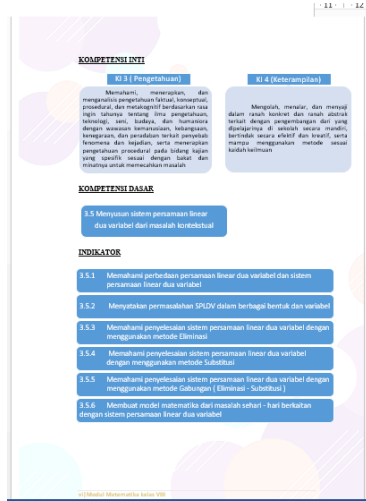 · 11 · 1 · 12
KOMPETENSI INTI
KI 3 ( Pengetahuan)
Memahami, menerapkan, dan
menganalisis pengetahuan faktual, konseptual,
prosedural, dan metakognitif berdasarkan rasa
ingin tahunya tentang ilmu pengetahuan,
teknologi, seni, budaya, dan humaniora
dengan wawasan kemanusiaan, kebangsaan,
kenegaraan, dan peradaban terkait penyebab
fenomena dan kejadian, serta menerapkan
pengetahuan prosedural pada bidang kajian
yang spesifik sesuai dengan bakat dan
minatnya untuk memecahkan masalah
KI 4 (Keterampilan)
Mengolah, menalar, dan menyaji
dalam ranah konkret dan ranah abstrak
terkait dengan pengembangan dari yang
dipelajarinya di sekolah secara mandiri,
bertindak secara efektif dan kreatif, serta
mampu menggunakan metode sesuai
kaidah keilmuan
KOMPETENSI DASAR
3.5 Menyusun sistem persamaan linear
dua variabel dari masalah kontekstual
INDIKATOR
3.5.1 Memahami perbedaan persamaan linear dua variabel dan sistem
persamaan linear dua variabel
3.5.2 Menyatakan permasalahan SPLDV dalam berbagai bentuk dan variabel
3.5.3 Memahami penyelesaian sistem persamaan linear dua variabel dengan
menggunakan metode Eliminasi
3.5.4 Memahami penyelesaian sistem persamaan linear dua variabel
dengan menggunakan metode Substitusi
3.5.5 Memahami penyelesaian sistem persamaan linear dua variabel dengan
menggunakan metode Gabungan ( Eliminasi - Substitusi )
3.5.6 Membuat model matematika dari masalah sehari - hari berkaitan
dengan sistem persamaan linear dua variabel
Modul Matematika kelas VIII